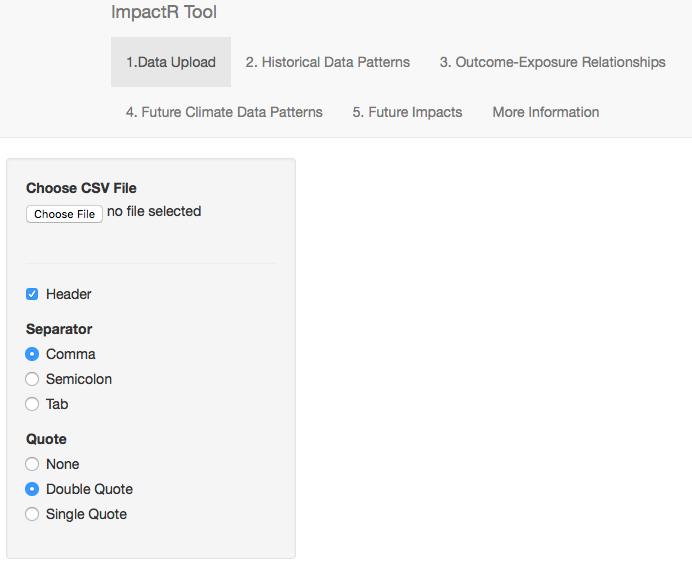 ImpactR Tool
1.Data Upload 2. Historical Data Patterns 3. Outcome-Exposure Relationships
4. Future Climate Data Patterns 5. Future Impacts More Information
Choose CSV File
Choose File no file selected
Header
Separator
Comma
Semicolon
Tab
Quote
None
Double Quote
Single Quote